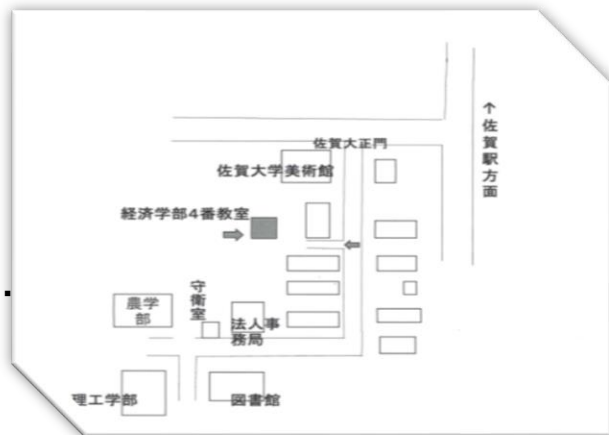 ↑佐賀駅方面
佐賀大正門
佐賀大学美術館
経済学部4番教室
守衛室
農学
部
法人事
務局
理工学部
図書館